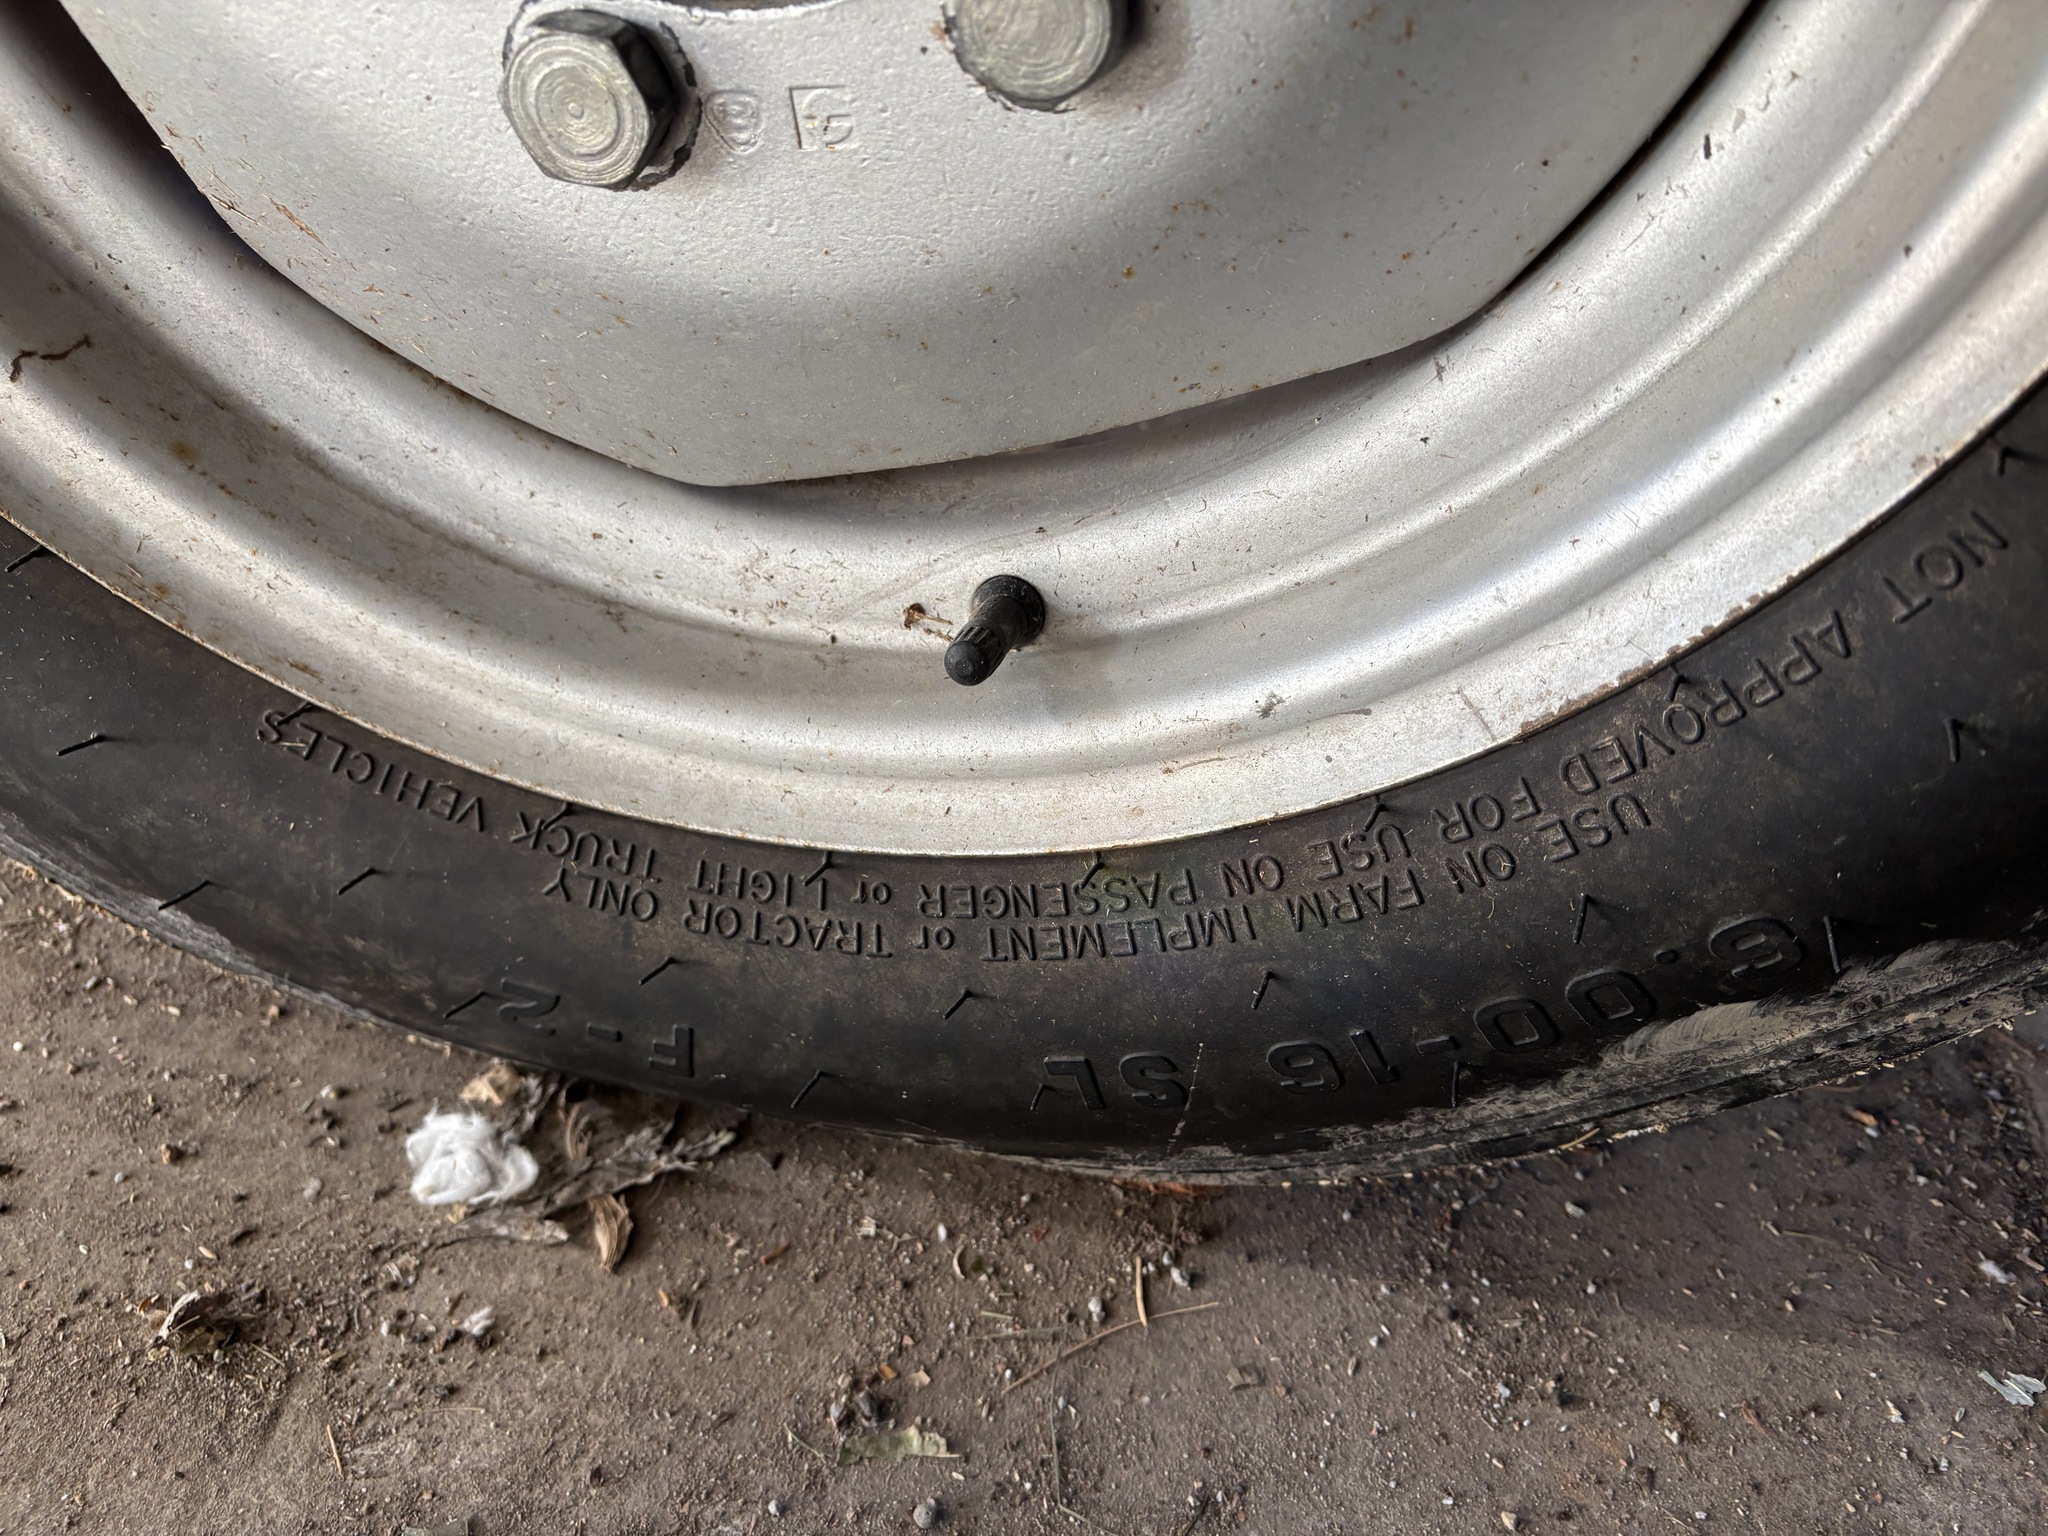 NOT APPROVED FOR USE ON PASSENGER or LIGHT TRUCK VEHICLES
USE ON FARM IMPLEMENT or TRACTOR ONLY
6.00-16 SL
F-2